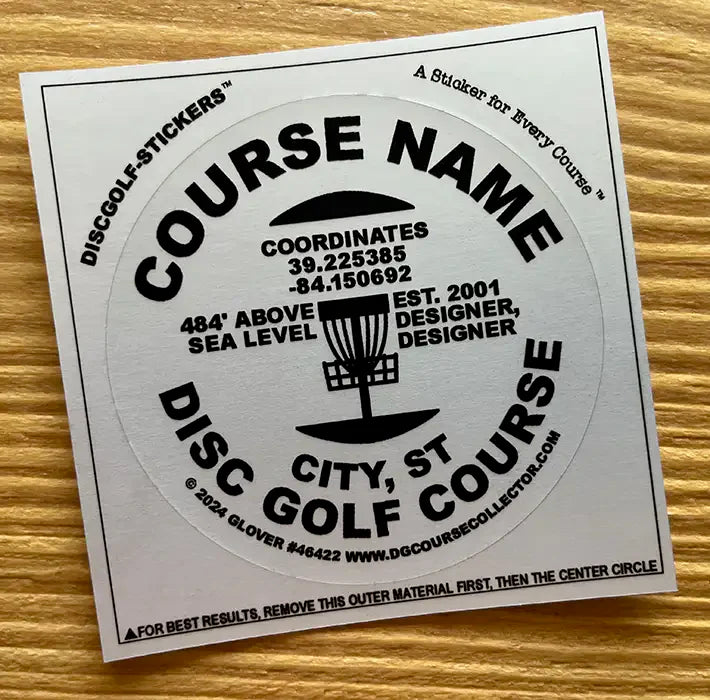 DISCGOLF-STICKERS™
A Sticker for Every Course ™
COURSE NAME
COORDINATES
39.225385
-84.150692
484' ABOVE
SEA LEVEL
EST. 2001
DESIGNER,
DESIGNER
CITY, ST
DISC GOLF COURSE
© 2024 GLOVER #46422 WWW.DGCOURSECOLLECTOR.COM
▲FOR BEST RESULTS, REMOVE THIS OUTER MATERIAL FIRST, THEN THE CENTER CIRCLE